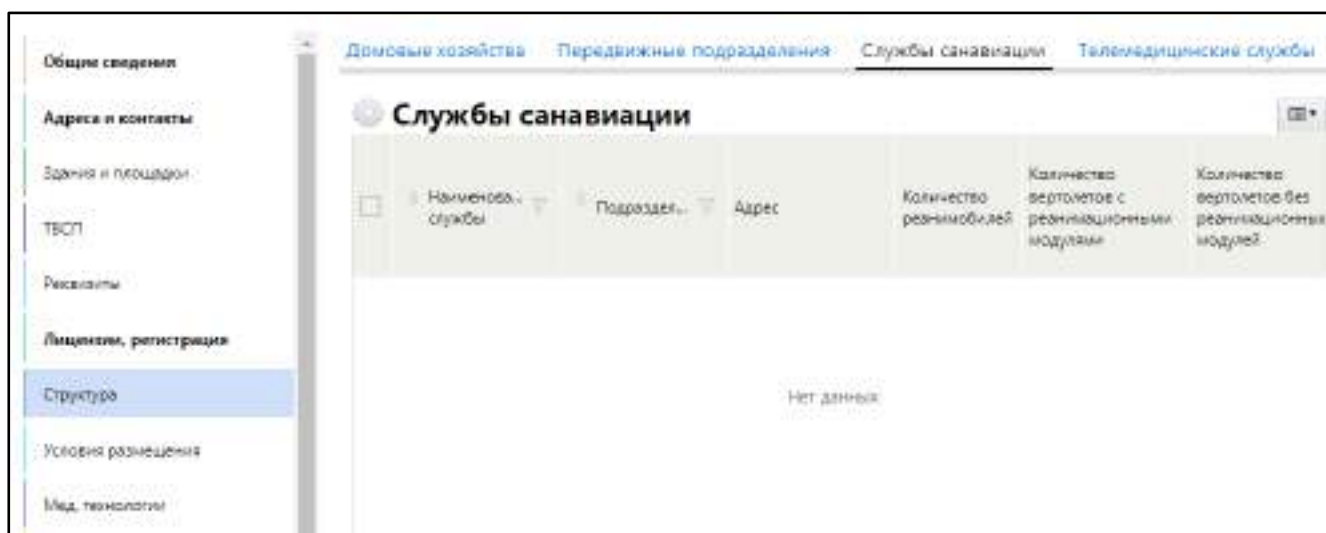 Домовые хозяйства Передвижные подразделения Службы санавиации Телемедицинские службы
Общие сведения
Адреса и контакты
Здания и площадки
ТВСП
Реквизиты
Лицензии, регистрация
Структура
Условия размещения
Мед. технологии
Службы санавиации
Наименова...
службы
Подраздел...
Адрес
Количество
реанимобилей
Количество
вертолетов с
реанимационными
модулями
Количество
вертолетов без
реанимационных
модулей
Нет данных